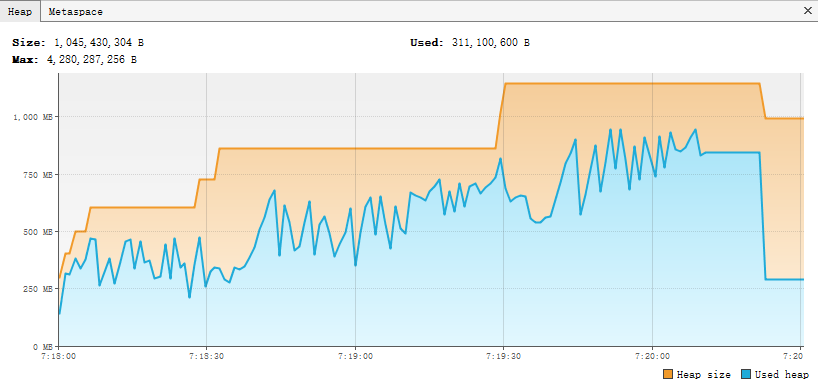 Heap Metaspace
Size: 1,045,430,304 B Used: 311,100,600 B
Max: 4,280,287,256 B
1,000 MB
750 MB
500 MB
250 MB
0 MB
7:18:00 7:18:30 7:19:00 7:19:30 7:20:00 7:20
Heap size Used heap